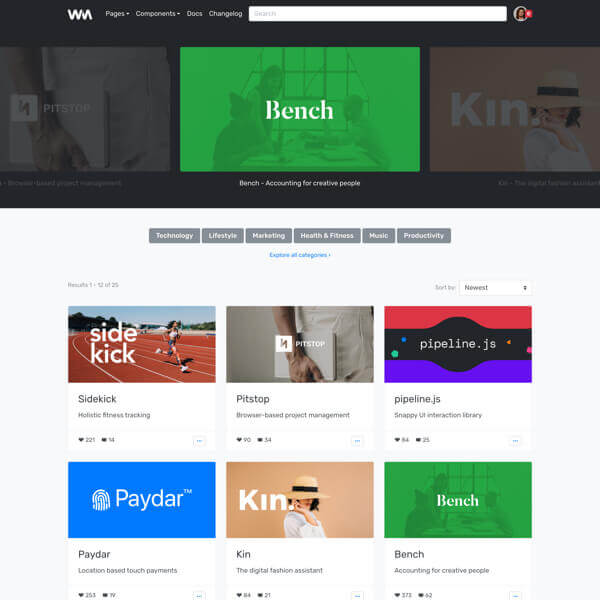 WM
Pages Components Docs Changelog Search
PITSTOP
Bench
Kin.
- Browser-based project management
Bench - Accounting for creative people
Kin - The digital fashion assistant
Technology Lifestyle Marketing Health & Fitness Music Productivity
Explore all categories ›
Results 1 - 12 of 25
Sort by: Newest
side
kick
PITSTOP
pipeline.js
Sidekick
Pitstop
pipeline.js
Holistic fitness tracking
Browser-based project management
Snappy UI interaction library
221 14
90 34
84 25
Paydar™
Kin.
Bench
Paydar
Kin
Bench
Location based touch payments
The digital fashion assistant
Accounting for creative people
253 19
84 21
373 62